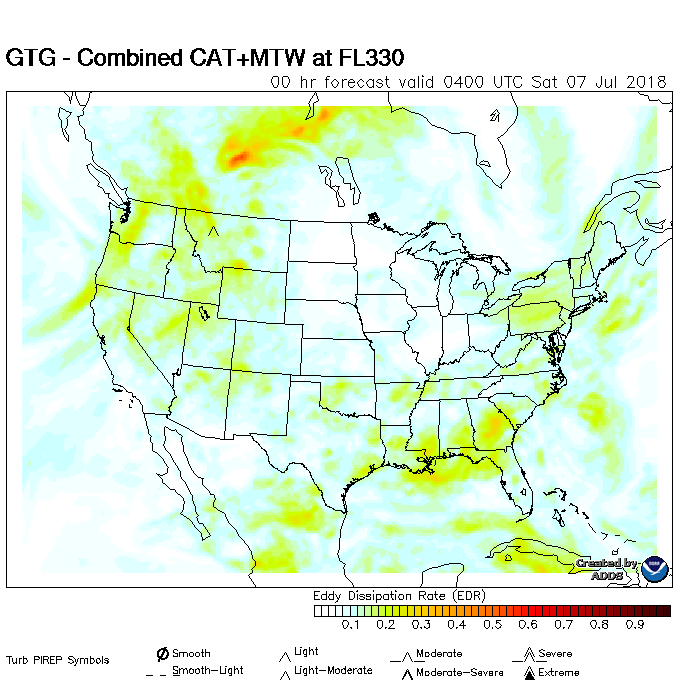 GTG - Combined CAT+MTW at FL330
00 hr forecast valid 0400 UTC Sat 07 Jul 2018
Created by
ADDS
Eddy Dissipation Rate (EDR)
0.1 0.2 0.3 0.4 0.5 0.6 0.7 0.8 0.9
Turb PIREP Symbols
Smooth Light Moderate Severe
Smooth-Light Light-Moderate Moderate-Severe Extreme